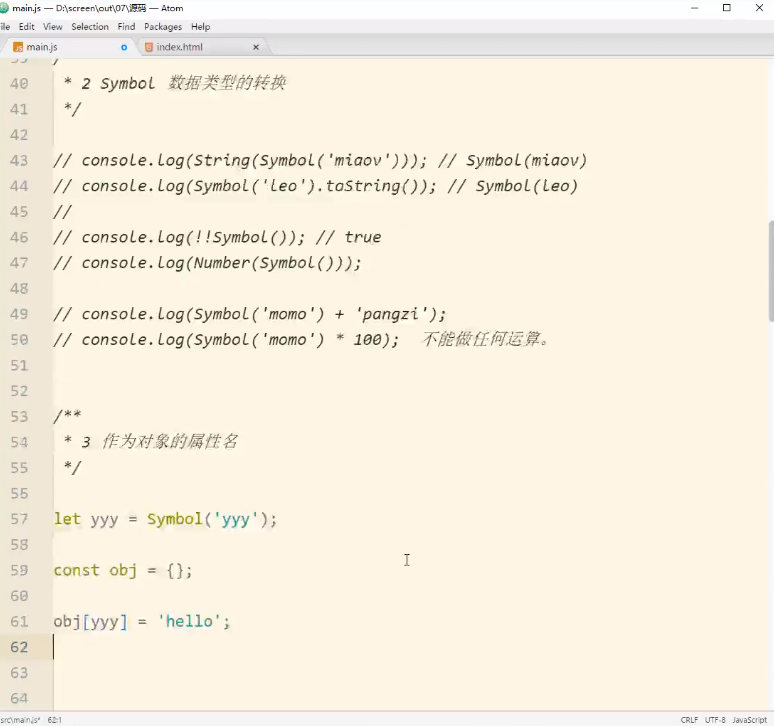 main.js — D:\screen\out\07\源码 — Atom
Edit View Selection Find Packages Help
main.js index.html
40 * 2 Symbol 数据类型的转换
41 */
42
43 // console.log(String(Symbol('miaov'))); // Symbol(miaov)
44 // console.log(Symbol('leo').toString()); // Symbol(leo)
45 //
46 // console.log(!!Symbol()); // true
47 // console.log(Number(Symbol()));
48
49 // console.log(Symbol('momo') + 'pangzi');
50 // console.log(Symbol('momo') * 100); 不能做任何运算。
51
52
53 /**
54 * 3 作为对象的属性名
55 */
56
57 let yyy = Symbol('yyy');
58
59 const obj = {};
60
61 obj[yyy] = 'hello';
62
63
64
src\main.js* 62:1 CRLF UTF-8 JavaScript